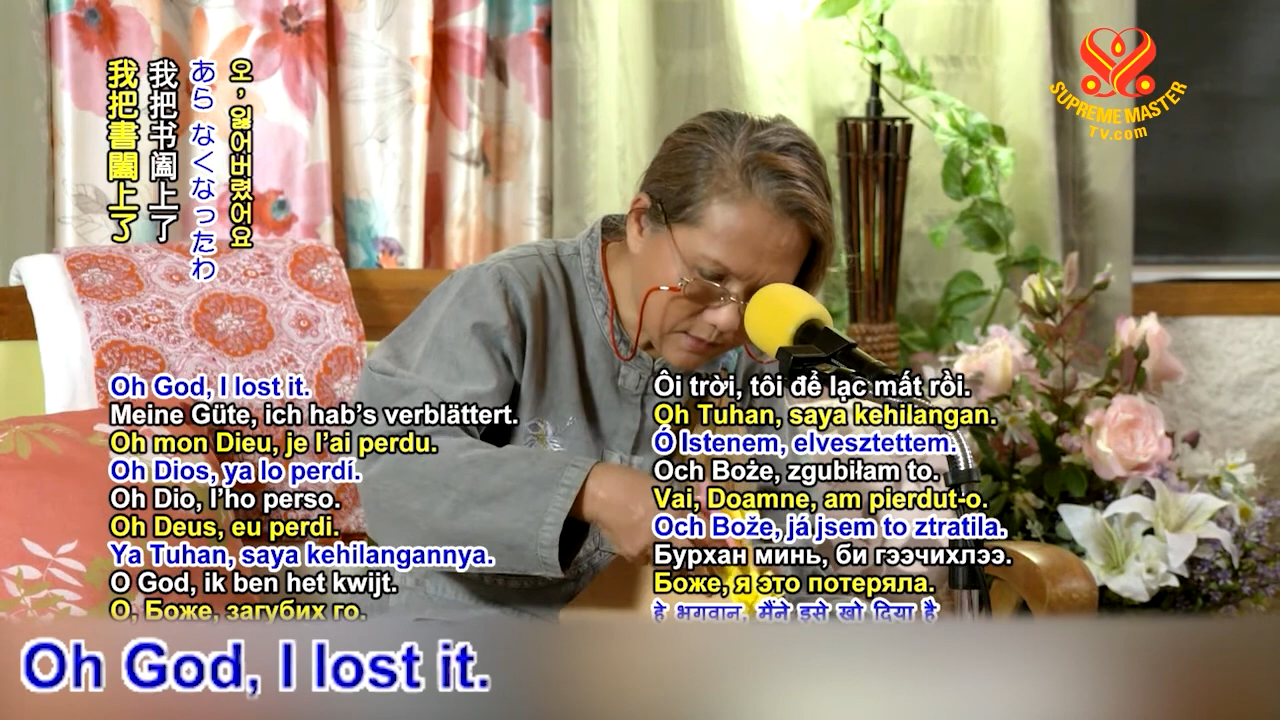 我把書闔上了
我把书阖上了
あら なくなったわ
오, 잃어버렸어요
SUPREME MASTER
TV.com
Oh God, I lost it.
Meine Güte, ich hab's verblättert.
Oh mon Dieu, je l'ai perdu.
Oh Dios, ya lo perdí.
Oh Dio, l'ho perso.
Oh Deus, eu perdi.
Ya Tuhan, saya kehilangannya.
O God, ik ben het kwijt.
О, Боже, загубих го.
Ôi trời, tôi để lạc mất rồi.
Oh Tuhan, saya kehilangan.
Ó Istenem, elvesztettem.
Och Boże, zgubiłam to.
Vai, Doamne, am pierdut-o.
Och Bože, já jsem to ztratila.
Бурхан минь, би гээчихлээ.
Боже, я это потеряла.
हे भगवान, मैंने इसे खो दिया है
Oh God, I lost it.